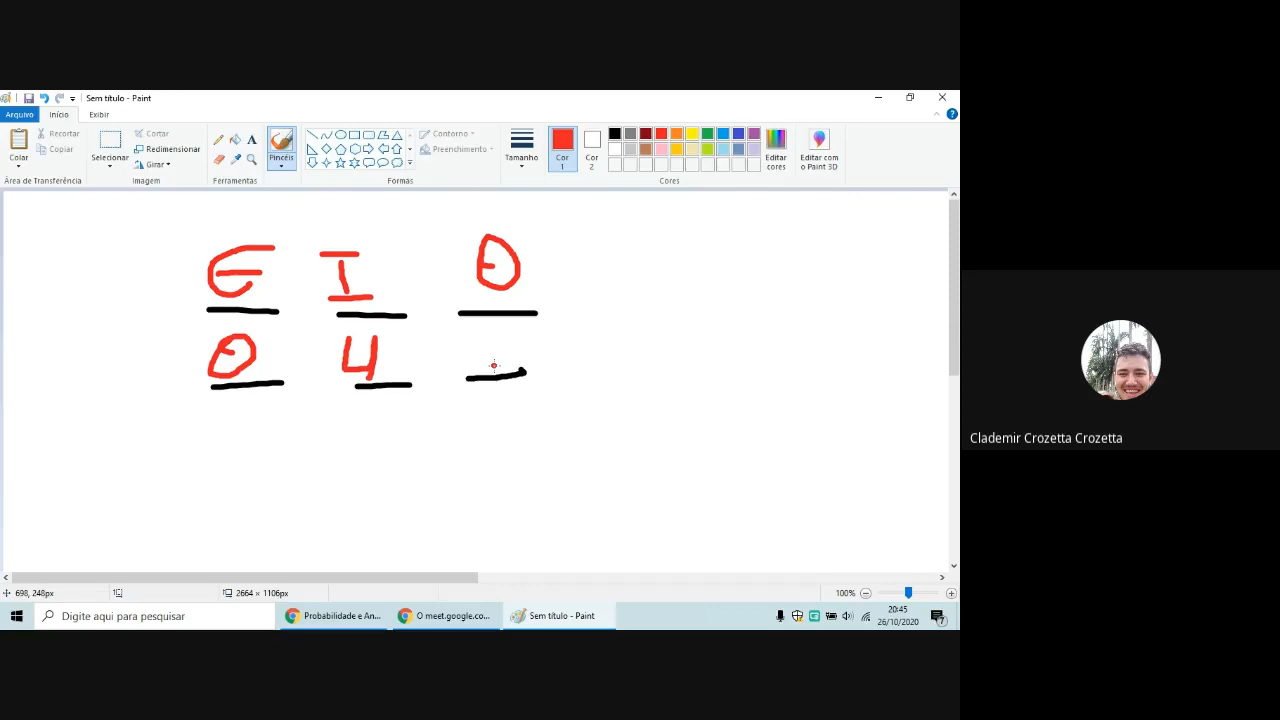 Sem título - Paint
Arquivo Início Exibir
Colar
Recortar
Copiar
Área de Transferência
Selecionar
Cortar
Redimensionar
Girar
Imagem
Ferramentas
Pincéis
Contorno
Preenchimento
Formas
Tamanho
Cor 1
Cor 2
Editar cores
Editar com o Paint 3D
Cores
E I
4
Clademir Crozetta Crozetta
698, 248px
2664 × 1106px
100%
Digite aqui para pesquisar
Probabilidade e An...
O meet.google.co...
Sem título - Paint
20:45
26/10/2020
7